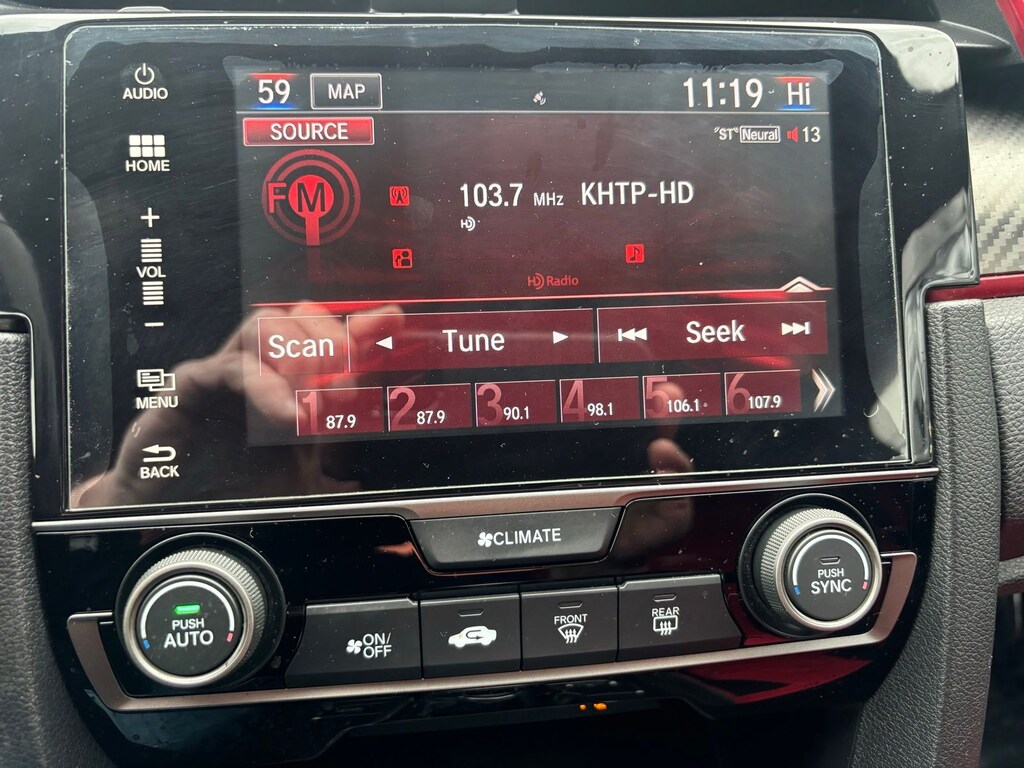 AUDIO
59 MAP 11:19 Hi
SOURCE "ST" Neural 13
HOME
FM 103.7 MHz KHTP-HD
HD
+
VOL
−
HD Radio
Scan Tune Seek
1 87.9 2 87.9 3 90.1 4 98.1 5 106.1 6 107.9
MENU
BACK
CLIMATE
PUSH AUTO
ON/OFF
FRONT
REAR
PUSH SYNC